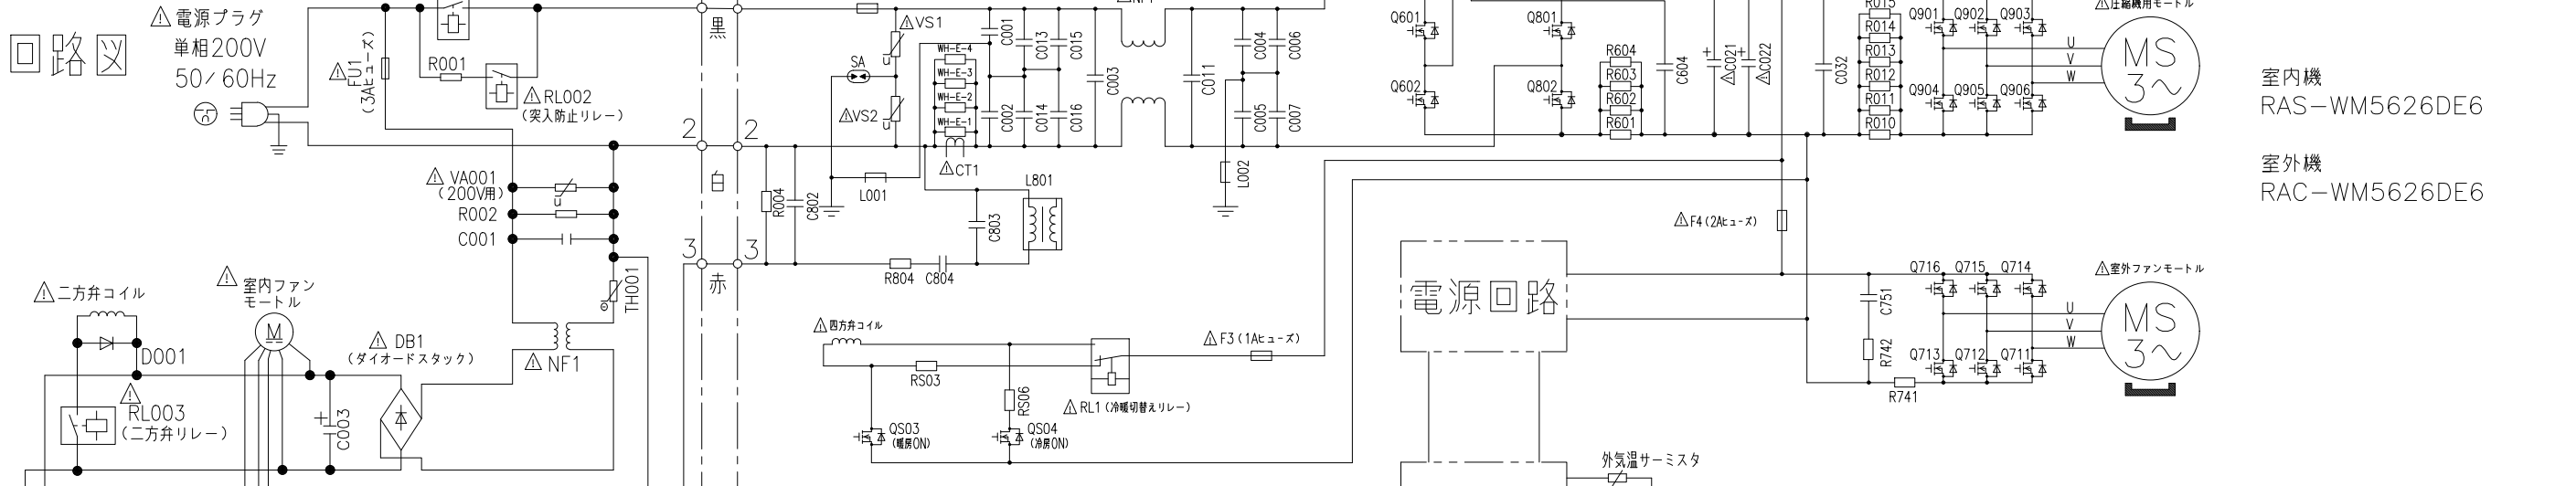 回路図
⚠ 電源プラグ
単相200V
50/60Hz
⚠ FU1
(3Aヒューズ)
R001
⚠ RL002
(突入防止リレー)
⚠ VA001
(200V用)
R002
C001
TH001
⚠ NF1
⚠ 二方弁コイル
D001
⚠ RL003
(二方弁リレー)
⚠ 室内ファン
モートル
M
C003
⚠ DB1
(ダイオードスタック)
黒
2
2
白
3
3
赤
⚠VS1
SA
⚠VS2
WH-E-4
WH-E-3
WH-E-2
WH-E-1
⚠CT1
C001
C002
C013
C014
C015
C016
C003
C011
C004
C005
C006
C007
L001
L002
R004
C802
L801
C803
R804
C804
⚠四方弁コイル
RS03
RS06
QS03
(暖房ON)
QS04
(冷房ON)
⚠ RL1 (冷暖切替えリレー)
⚠ F3 (1Aヒューズ)
⚠ F4 (2Aヒューズ)
Q601
Q602
Q801
Q802
R604
R603
R602
R601
C604
⚠C021
⚠C022
C032
R015
R014
R013
R012
R011
R010
Q901
Q902
Q903
Q904
Q905
Q906
⚠圧縮機用モートル
U
V
W
MS
3~
電源回路
C751
R742
R741
Q716
Q715
Q714
Q713
Q712
Q711
⚠室外ファンモートル
U
V
W
MS
3~
外気温サーミスタ
室内機
RAS-WM5626DE6
室外機
RAC-WM5626DE6